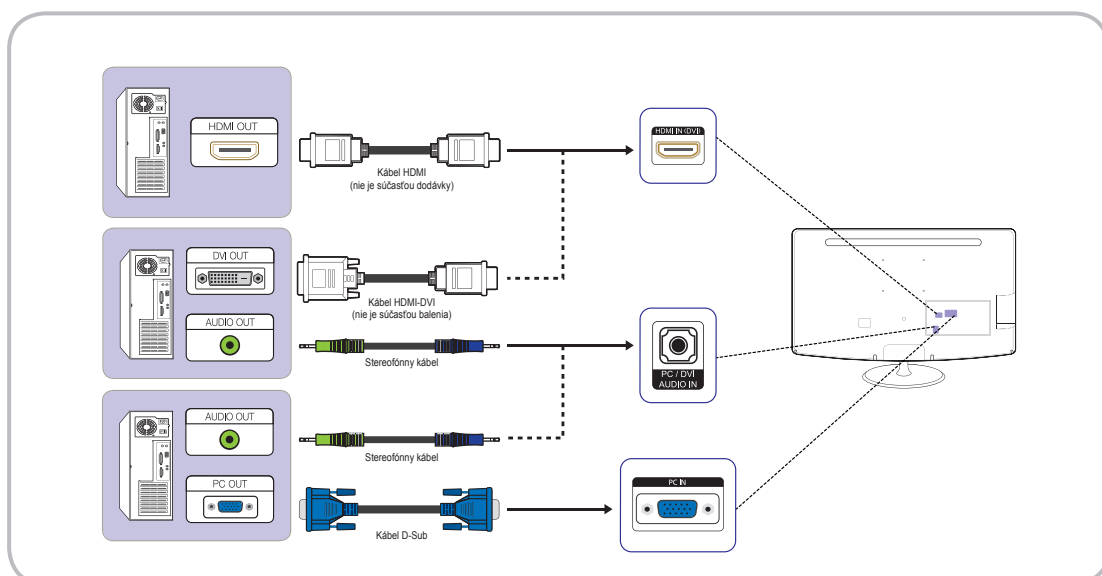 HDMI OUT
Kábel HDMI
(nie je súčasťou dodávky)
HDMI IN (DVI)
DVI OUT
Kábel HDMI-DVI
(nie je súčasťou balenia)
AUDIO OUT
Stereofónny kábel
PC / DVI
AUDIO IN
AUDIO OUT
Stereofónny kábel
PC OUT
Kábel D-Sub
PC IN